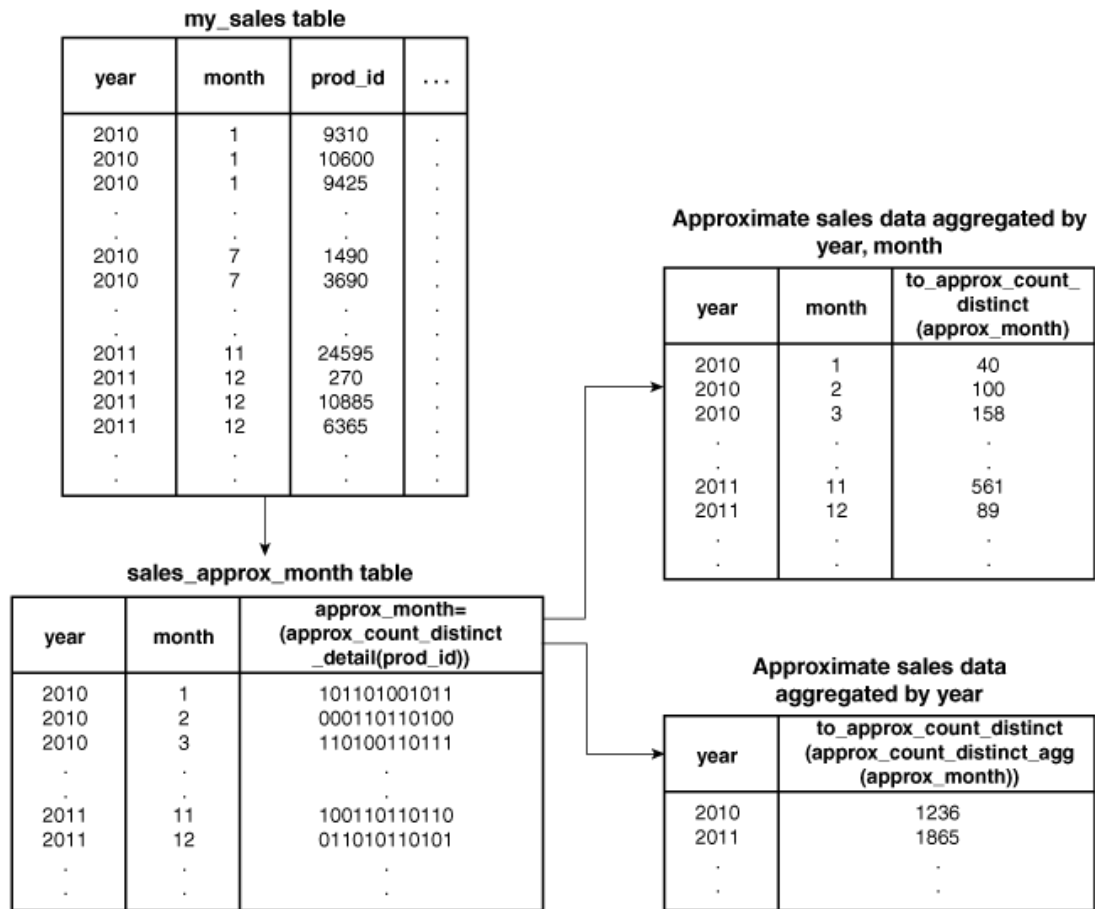 my_sales table
year month prod_id ...
2010 1 9310 .
2010 1 10600 .
2010 1 9425 .
. . . .
. . . .
2010 7 1490 .
2010 7 3690 .
. . . .
. . . .
2011 11 24595 .
2011 12 270 .
2011 12 10885 .
2011 12 6365 .
. . . .
. . . .
sales_approx_month table
year month approx_month=
(approx_count_distinct
_detail(prod_id))
2010 1 101101001011
2010 2 000110110100
2010 3 110100110111
. . .
. . .
2011 11 100110110110
2011 12 011010110101
. . .
. . .
Approximate sales data aggregated by
year, month
year month to_approx_count_
distinct
(approx_month)
2010 1 40
2010 2 100
2010 3 158
. . .
. . .
2011 11 561
2011 12 89
. . .
. . .
Approximate sales data
aggregated by year
year to_approx_count_distinct
(approx_count_distinct_agg
(approx_month))
2010 1236
2011 1865
. .
. .